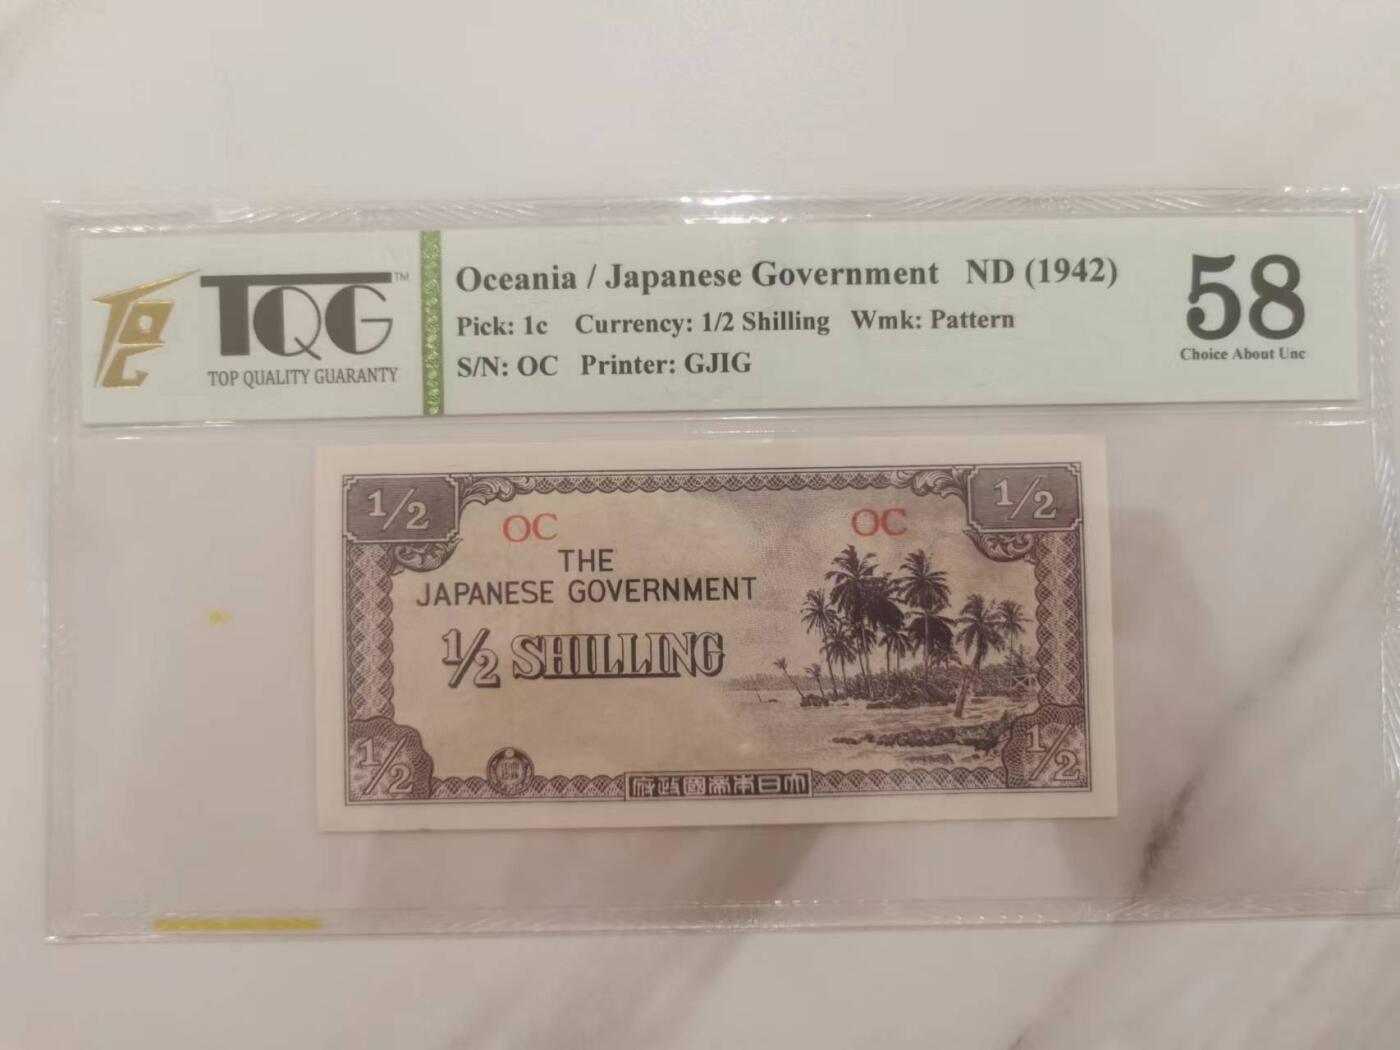 TQG™
TOP QUALITY GUARANTY
Oceania / Japanese Government ND (1942)
Pick: 1c Currency: 1/2 Shilling Wmk: Pattern
S/N: OC Printer: GJIG
58
Choice About Unc
1/2 1/2
OC OC
THE
JAPANESE GOVERNMENT
1/2 SHILLING
1/2 1/2
府政國帝本日大